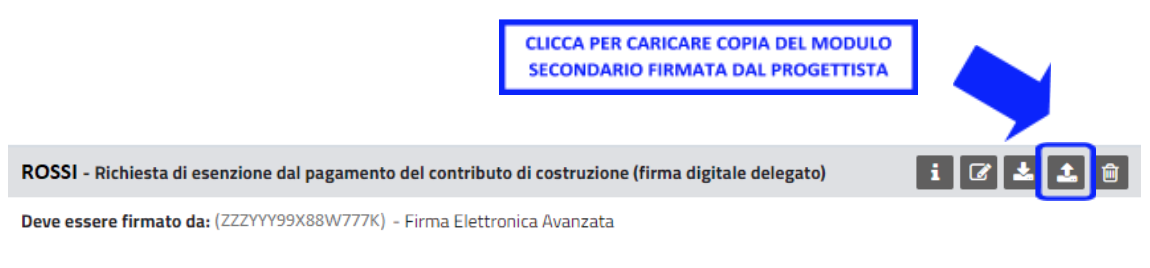 CLICCA PER CARICARE COPIA DEL MODULO
SECONDARIO FIRMATA DAL PROGETTISTA
ROSSI - Richiesta di esenzione dal pagamento del contributo di costruzione (firma digitale delegato)
Deve essere firmato da: (ZZZYYY99X88W777K) - Firma Elettronica Avanzata